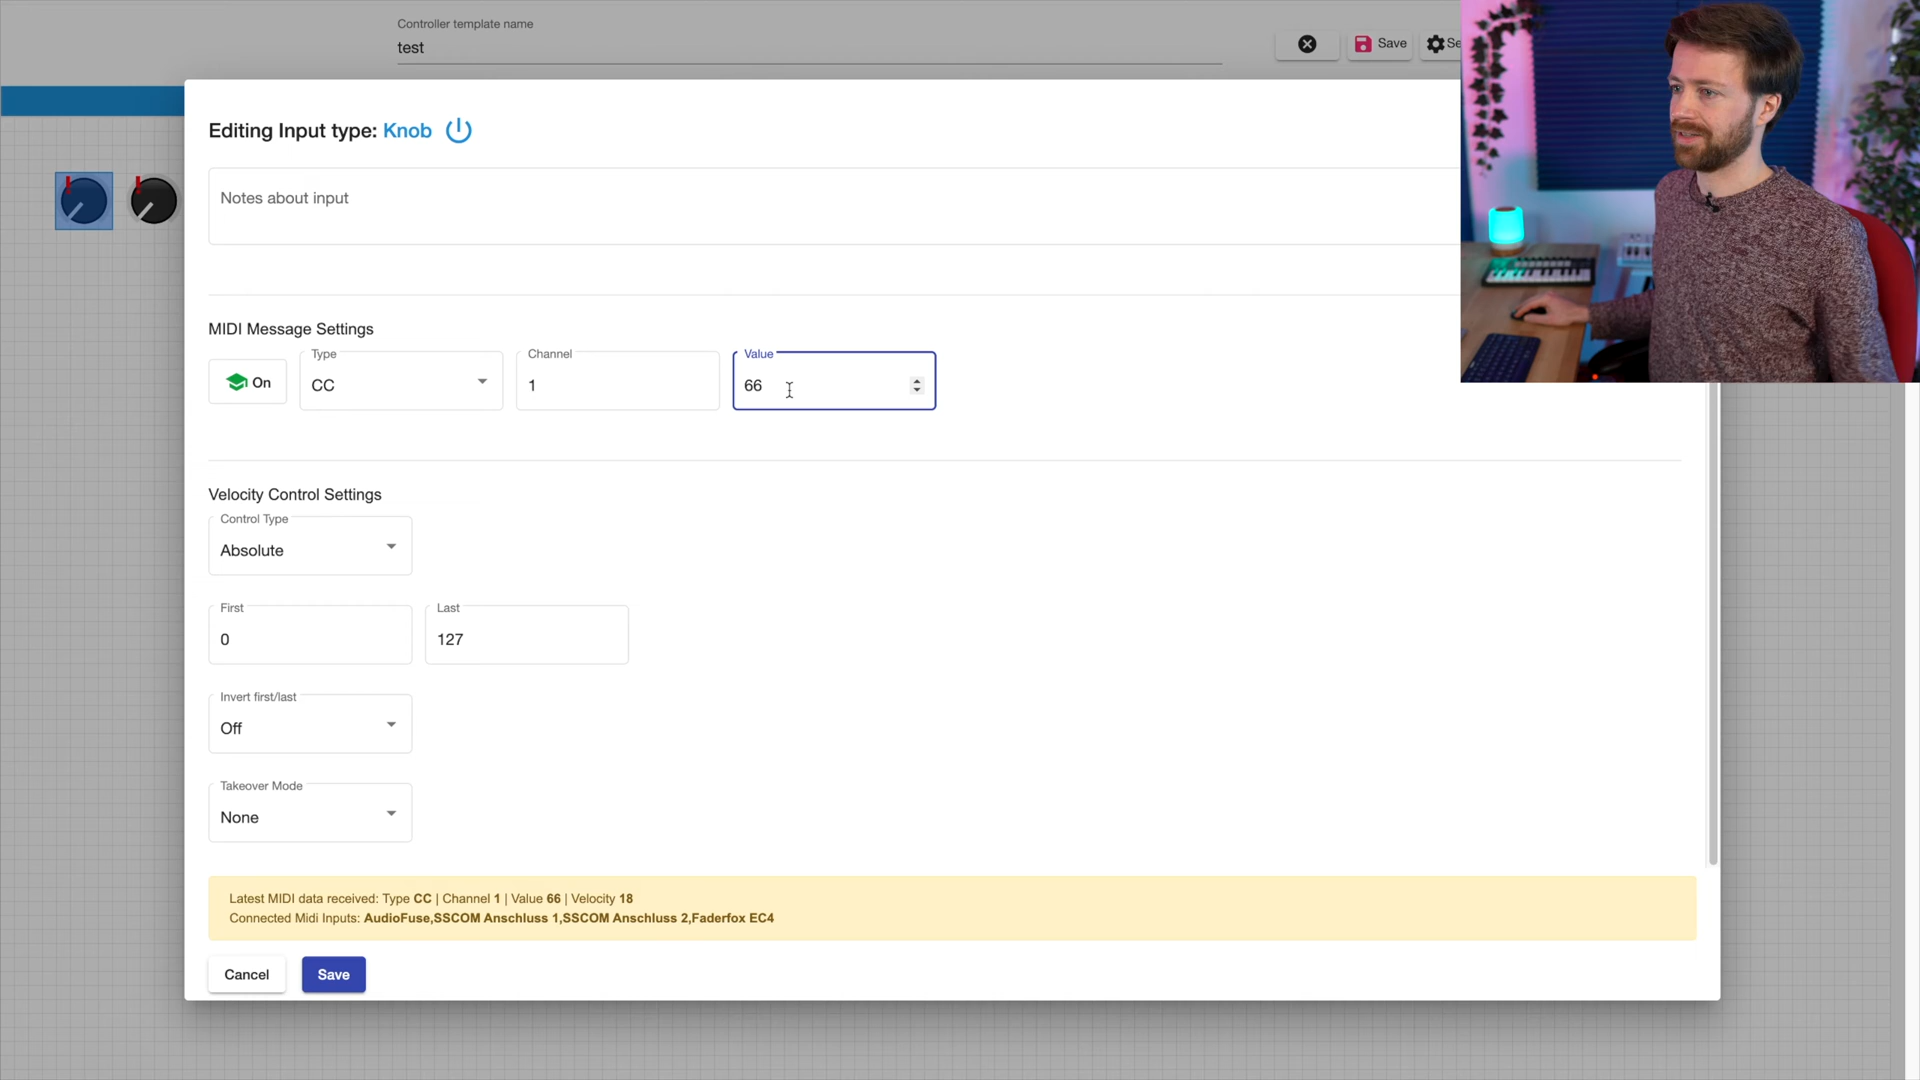 Controller template name
test
Save
Se
Editing Input type: Knob
Notes about input
MIDI Message Settings
On
Type
CC
Channel
1
Value
66
Velocity Control Settings
Control Type
Absolute
First
0
Last
127
Invert first/last
Off
Takeover Mode
None
Latest MIDI data received: Type CC | Channel 1 | Value 66 | Velocity 18
Connected Midi Inputs: AudioFuse,SSCOM Anschluss 1,SSCOM Anschluss 2,Faderfox EC4
Cancel
Save